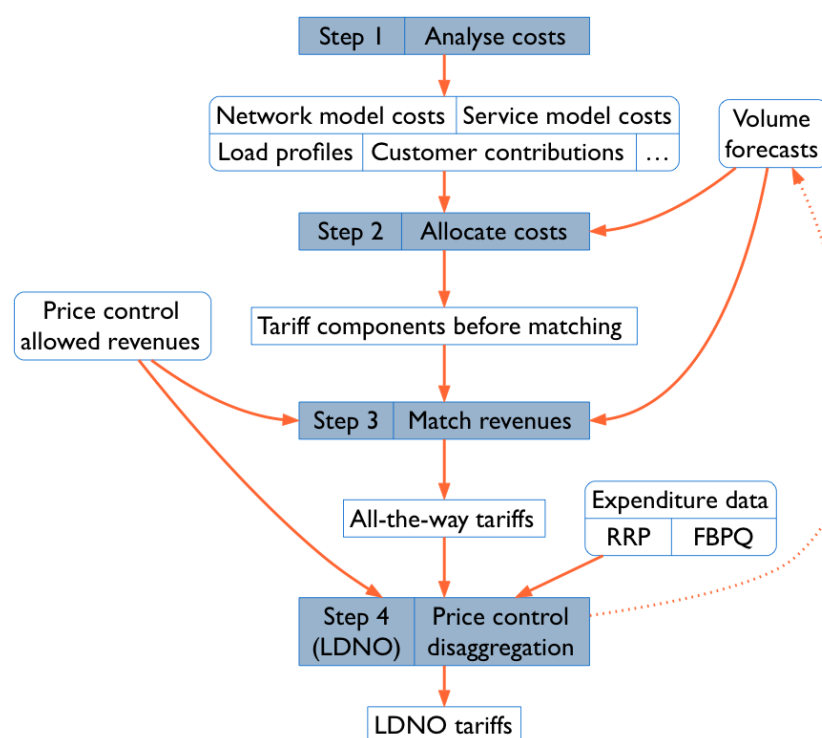 Step 1 Analyse costs
Network model costs Service model costs
Load profiles Customer contributions …
Volume
forecasts
Step 2 Allocate costs
Price control
allowed revenues
Tariff components before matching
Step 3 Match revenues
All-the-way tariffs
Expenditure data
RRP FBPQ
Step 4
(LDNO)
Price control
disaggregation
LDNO tariffs